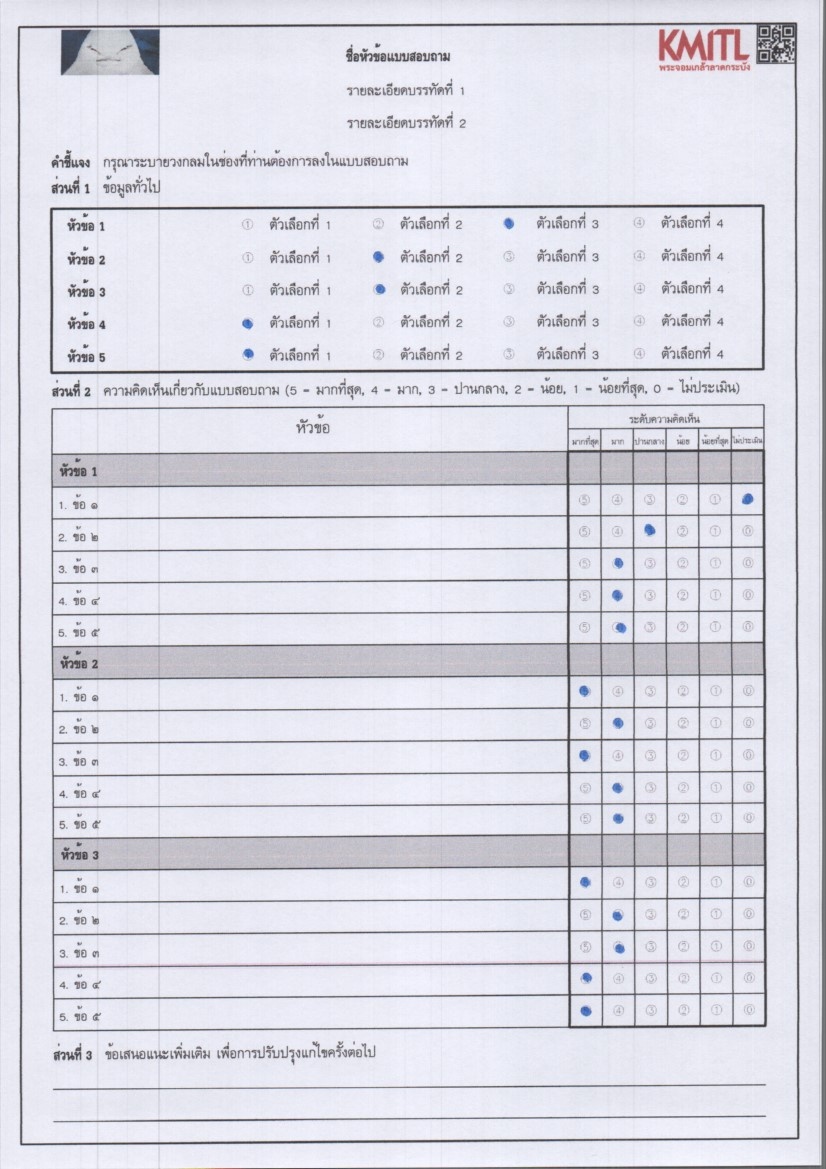 KMITL
พระจอมเกล้าลาดกระบัง
ชื่อหัวข้อแบบสอบถาม
รายละเอียดบรรทัดที่ 1
รายละเอียดบรรทัดที่ 2
คำชี้แจง กรุณาระบายวงกลมในช่องที่ท่านต้องการลงในแบบสอบถาม
ส่วนที่ 1 ข้อมูลทั่วไป
หัวข้อ 1 ① ตัวเลือกที่ 1 ② ตัวเลือกที่ 2 ตัวเลือกที่ 3 ④ ตัวเลือกที่ 4
หัวข้อ 2 ① ตัวเลือกที่ 1 ตัวเลือกที่ 2 ③ ตัวเลือกที่ 3 ④ ตัวเลือกที่ 4
หัวข้อ 3 ① ตัวเลือกที่ 1 ตัวเลือกที่ 2 ③ ตัวเลือกที่ 3 ④ ตัวเลือกที่ 4
หัวข้อ 4 ตัวเลือกที่ 1 ② ตัวเลือกที่ 2 ③ ตัวเลือกที่ 3 ④ ตัวเลือกที่ 4
หัวข้อ 5 ตัวเลือกที่ 1 ② ตัวเลือกที่ 2 ③ ตัวเลือกที่ 3 ④ ตัวเลือกที่ 4
ส่วนที่ 2 ความคิดเห็นเกี่ยวกับแบบสอบถาม (5 - มากที่สุด, 4 - มาก, 3 - ปานกลาง, 2 - น้อย, 1 - น้อยที่สุด, 0 - ไม่ประเมิน)
หัวข้อ ระดับความคิดเห็น
มากที่สุด มาก ปานกลาง น้อย น้อยที่สุด ไม่ประเมิน
หัวข้อ 1
1. ข้อ ๑ ⑤ ④ ③ ② ①
2. ข้อ ๒ ⑤ ④ ② ① ⓪
3. ข้อ ๓ ⑤ ③ ② ① ⓪
4. ข้อ ๔ ⑤ ③ ② ① ⓪
5. ข้อ ๕ ⑤ ③ ② ① ⓪
หัวข้อ 2
1. ข้อ ๑ ④ ③ ② ① ⓪
2. ข้อ ๒ ⑤ ③ ② ① ⓪
3. ข้อ ๓ ④ ③ ② ① ⓪
4. ข้อ ๔ ⑤ ③ ② ① ⓪
5. ข้อ ๕ ⑤ ③ ② ① ⓪
หัวข้อ 3
1. ข้อ ๑ ④ ③ ② ① ⓪
2. ข้อ ๒ ⑤ ③ ② ① ⓪
3. ข้อ ๓ ⑤ ③ ② ① ⓪
4. ข้อ ๔ ④ ③ ② ① ⓪
5. ข้อ ๕ ④ ③ ② ① ⓪
ส่วนที่ 3 ข้อเสนอแนะเพิ่มเติม เพื่อการปรับปรุงแก้ไขครั้งต่อไป